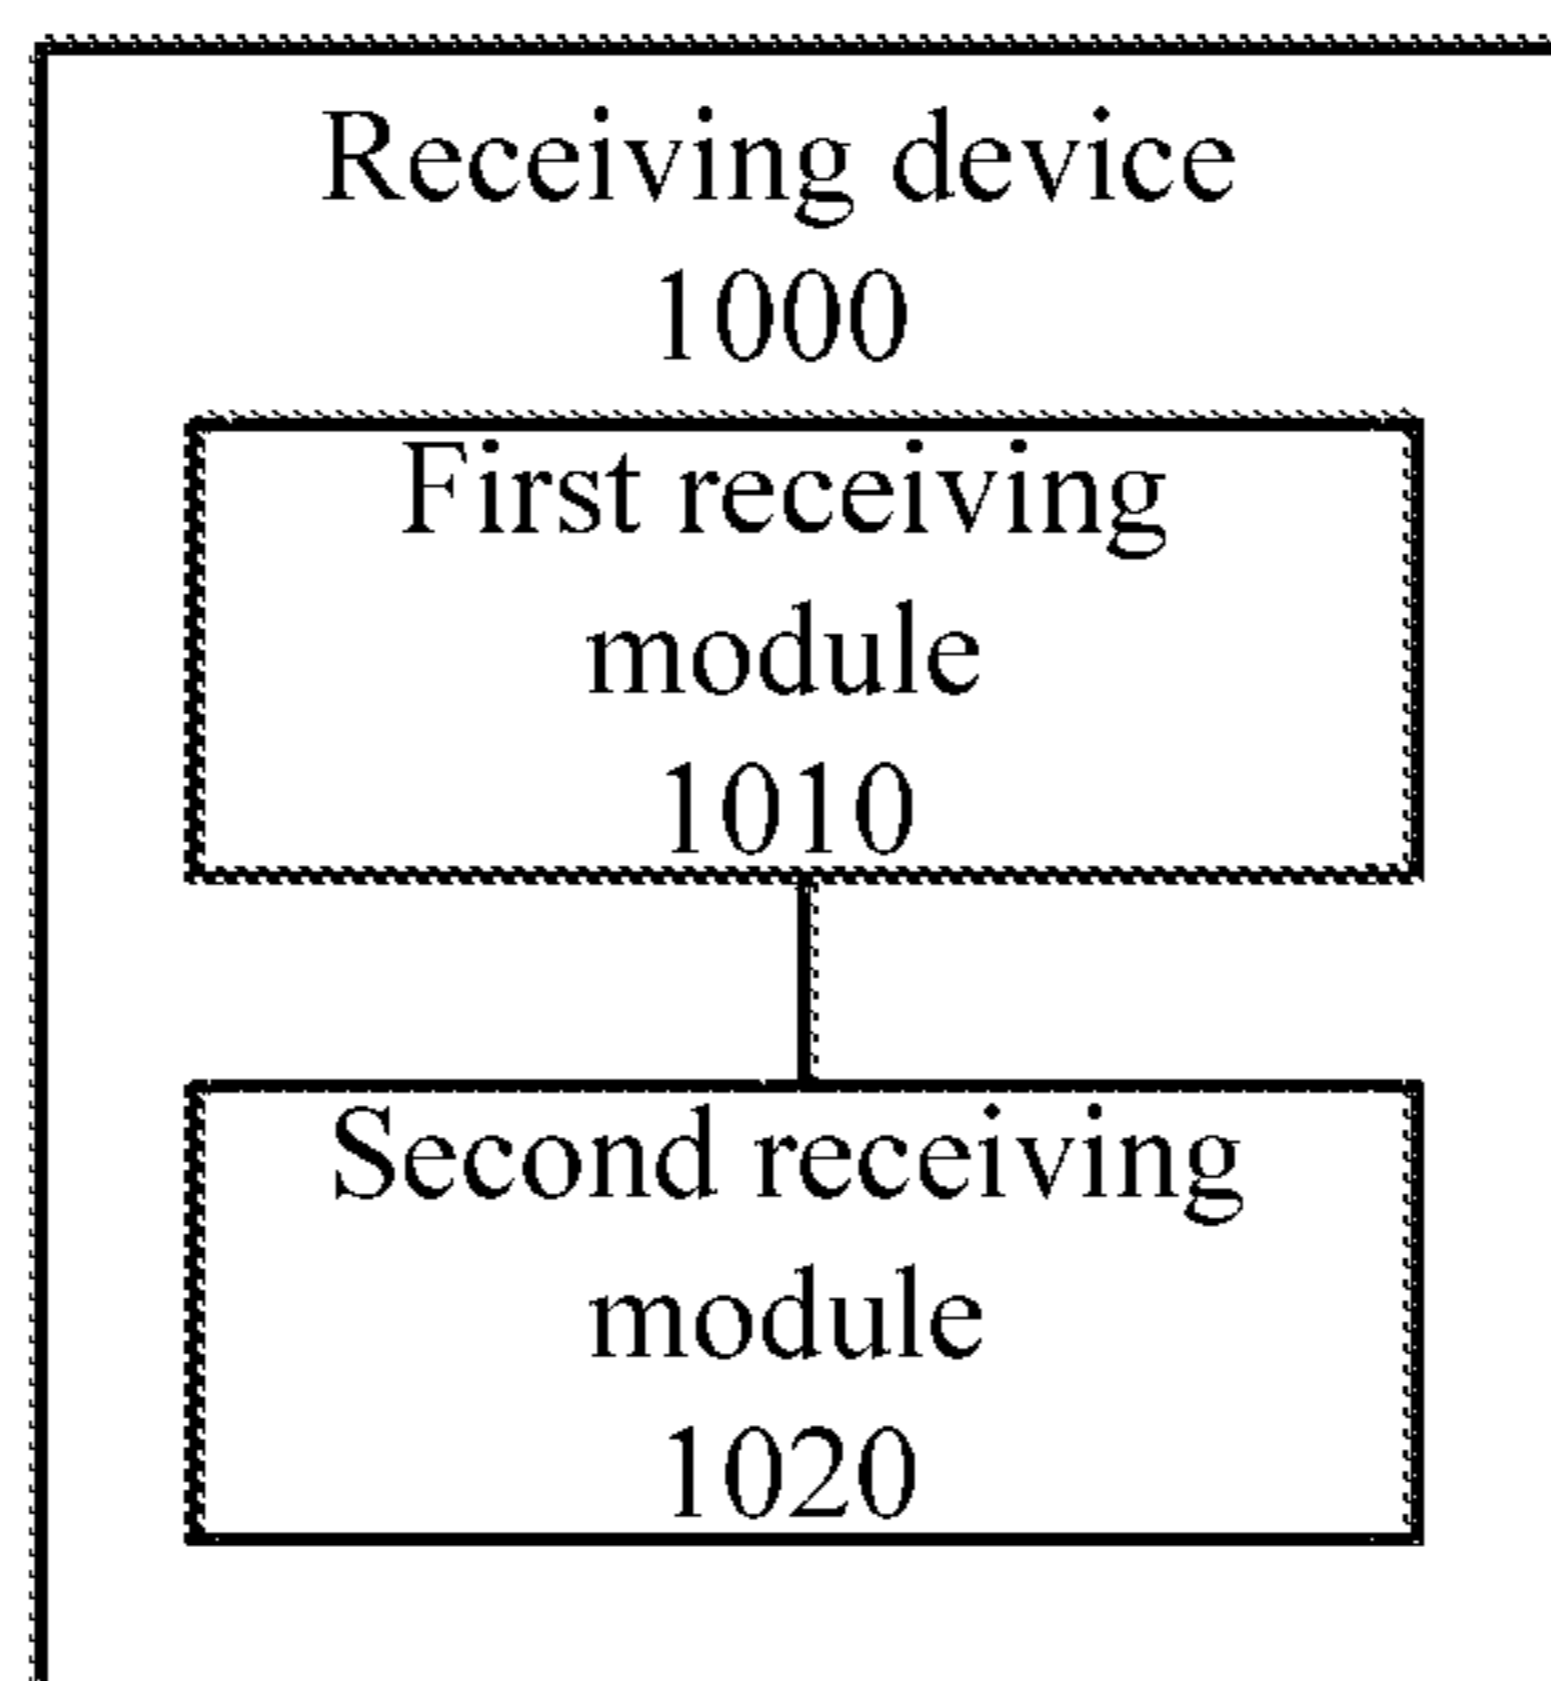 Receiving device
1000
First receiving
module
1010
Second receiving
module
1020